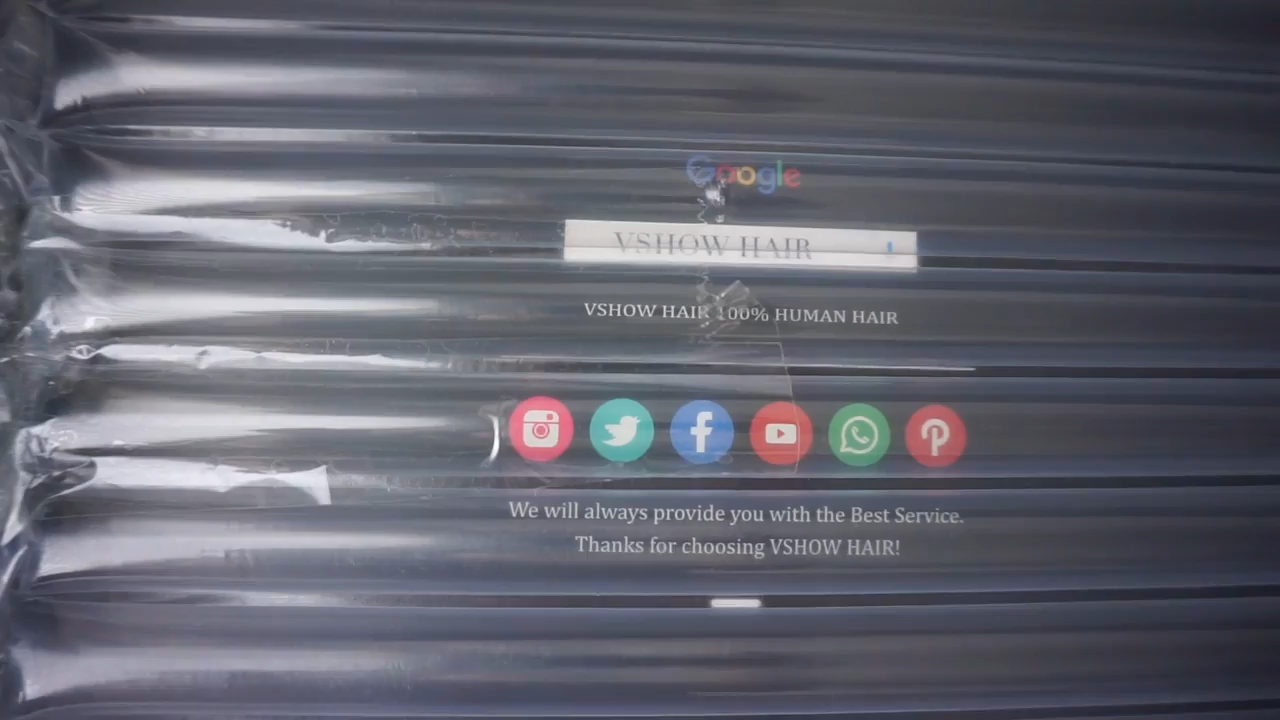 Google
VSHOW HAIR
VSHOW HAIR 100% HUMAN HAIR
We will always provide you with the Best Service.
Thanks for choosing VSHOW HAIR!